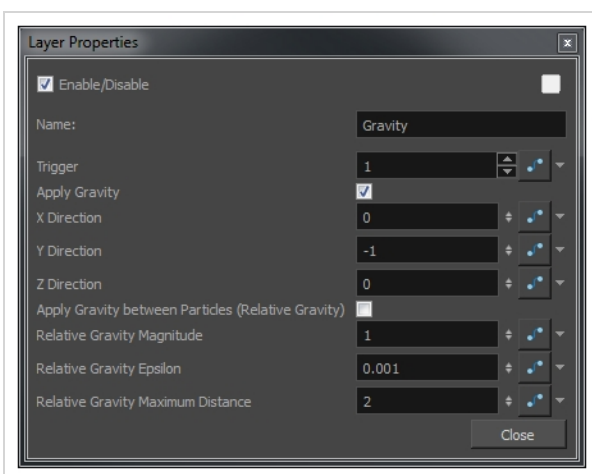 Layer Properties
Enable/Disable
Name: Gravity
Trigger 1
Apply Gravity
X Direction 0
Y Direction -1
Z Direction 0
Apply Gravity between Particles (Relative Gravity)
Relative Gravity Magnitude 1
Relative Gravity Epsilon 0.001
Relative Gravity Maximum Distance 2
Close